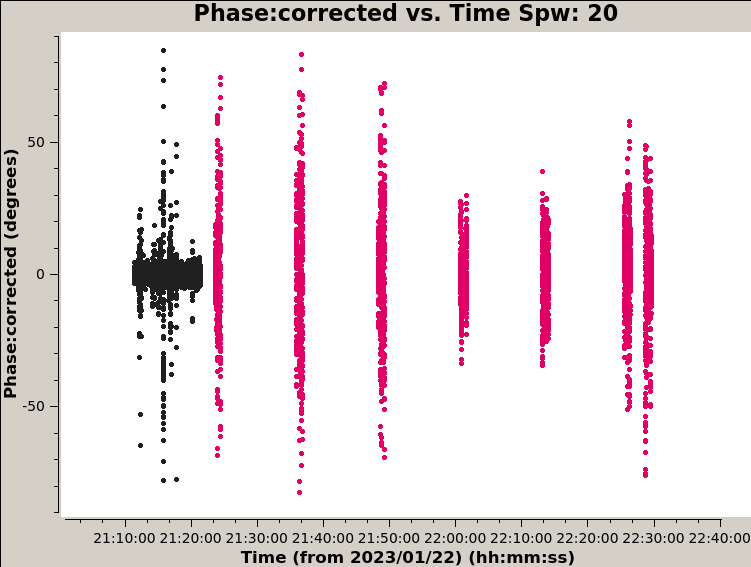 Phase:corrected vs. Time Spw: 20
Phase:corrected (degrees)
50
0
-50
21:10:00 21:20:00 21:30:00 21:40:00 21:50:00 22:00:00 22:10:00 22:20:00 22:30:00 22:40:00
Time (from 2023/01/22) (hh:mm:ss)